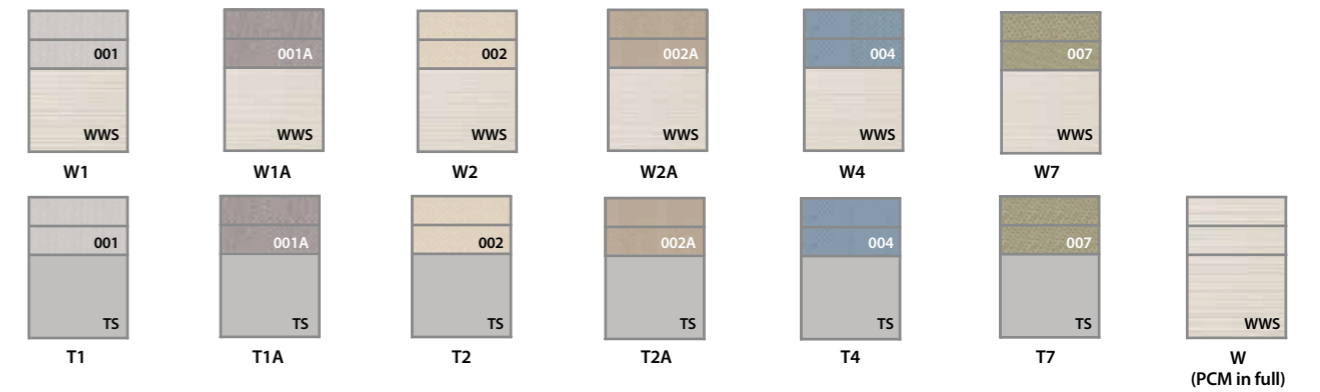 001 001A 002 002A 004 007
WWS WWS WWS WWS WWS WWS
W1 W1A W2 W2A W4 W7
001 001A 002 002A 004 007
TS TS TS TS TS TS WWS
T1 T1A T2 T2A T4 T7 W
(PCM in full)